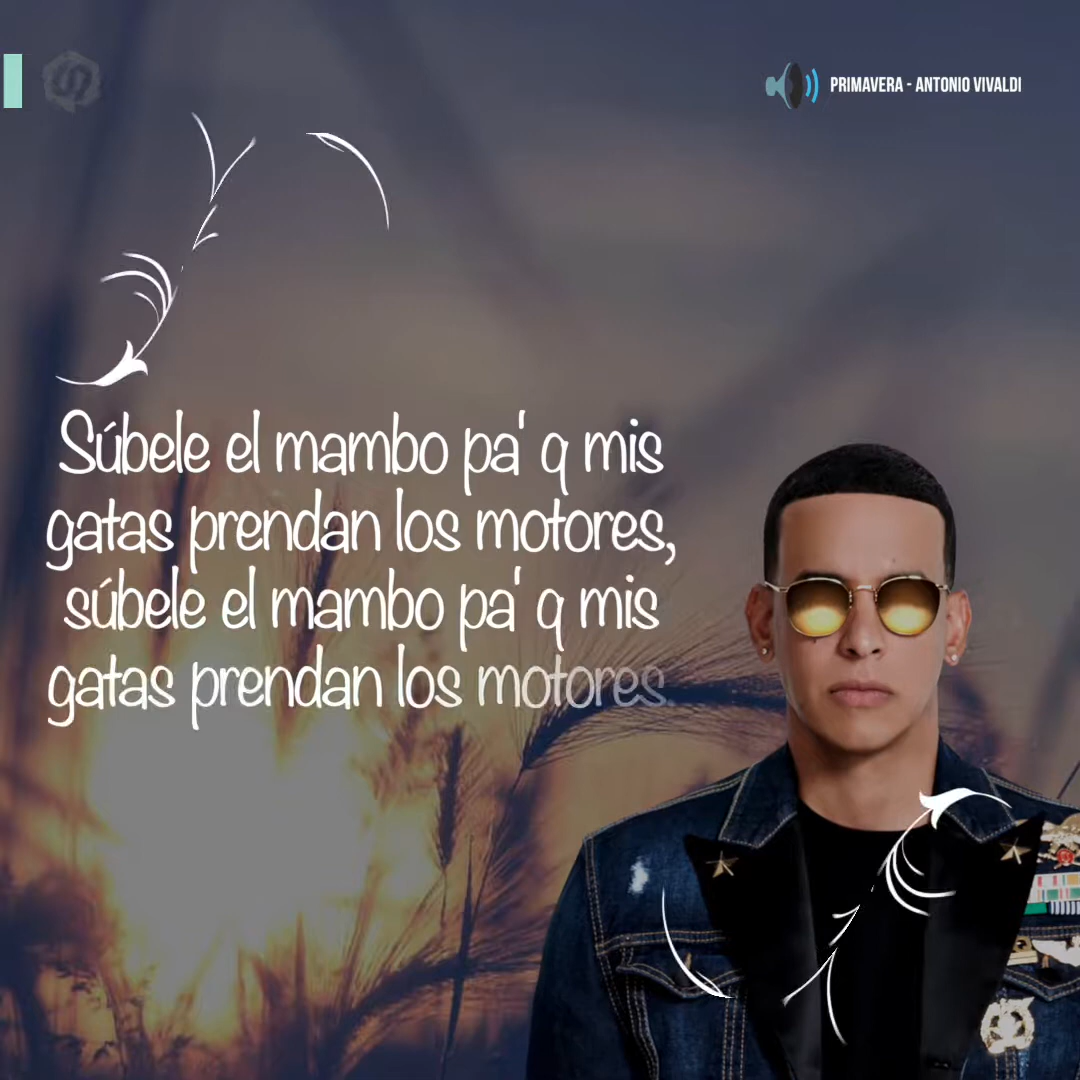 PRIMAVERA - ANTONIO VIVALDI
Súbele el mambo pa' q mis
gatas prendan los motores,
súbele el mambo pa' q mis
gatas prendan los motores.